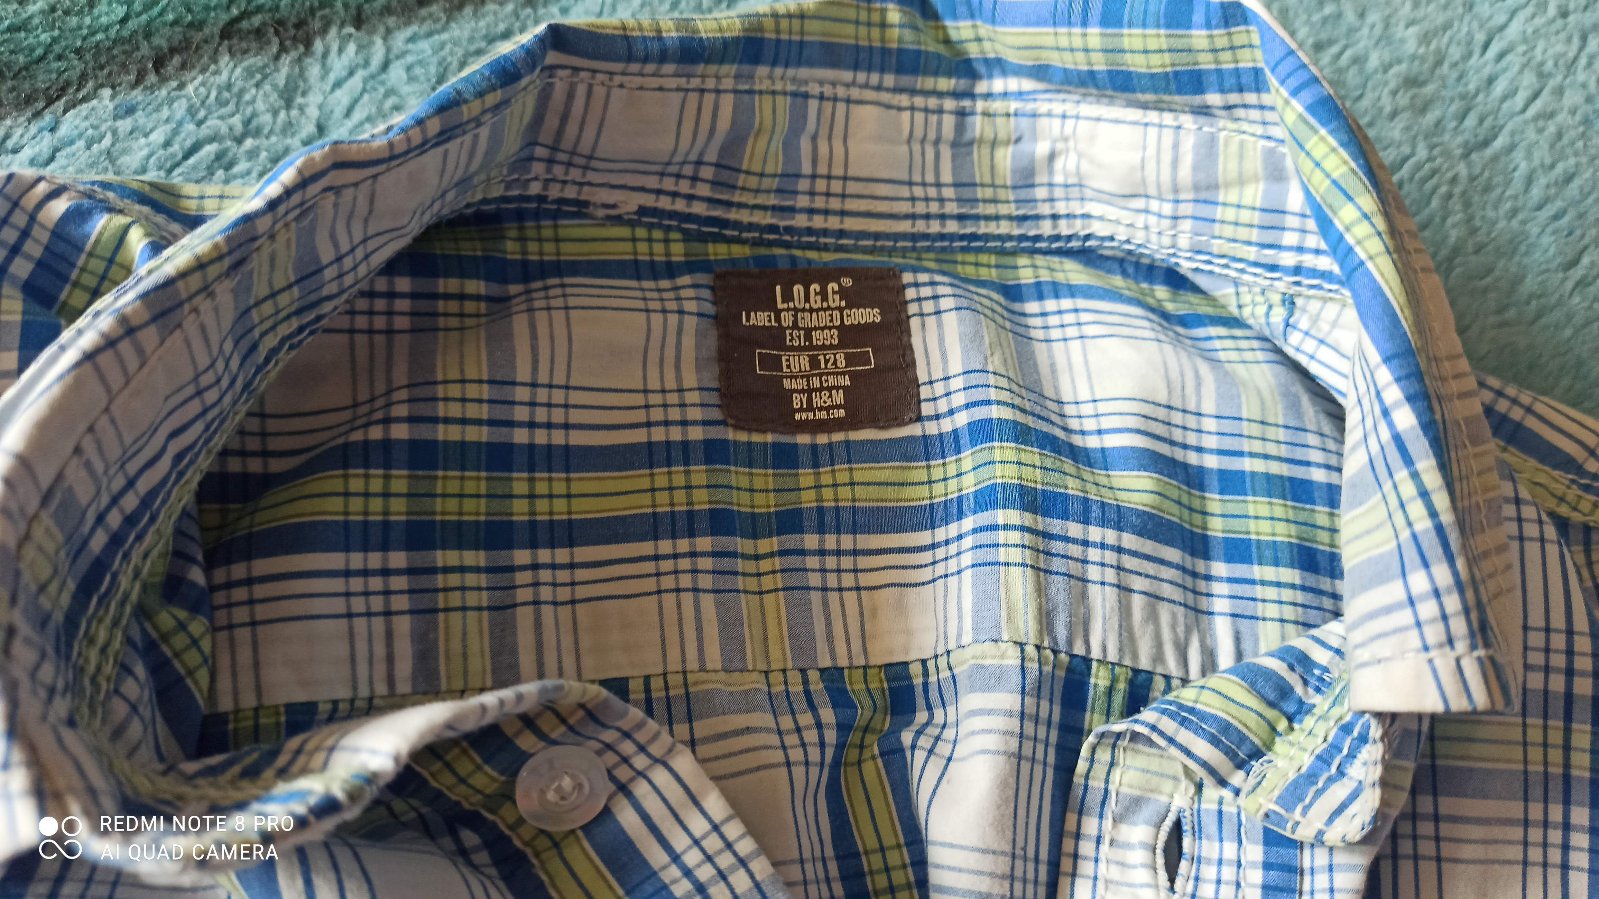 L.O.G.G.®
LABEL OF GRADED GOODS
EST. 1993
EUR 128
MADE IN CHINA
BY H&M
www.hm.com
REDMI NOTE 8 PRO
AI QUAD CAMERA